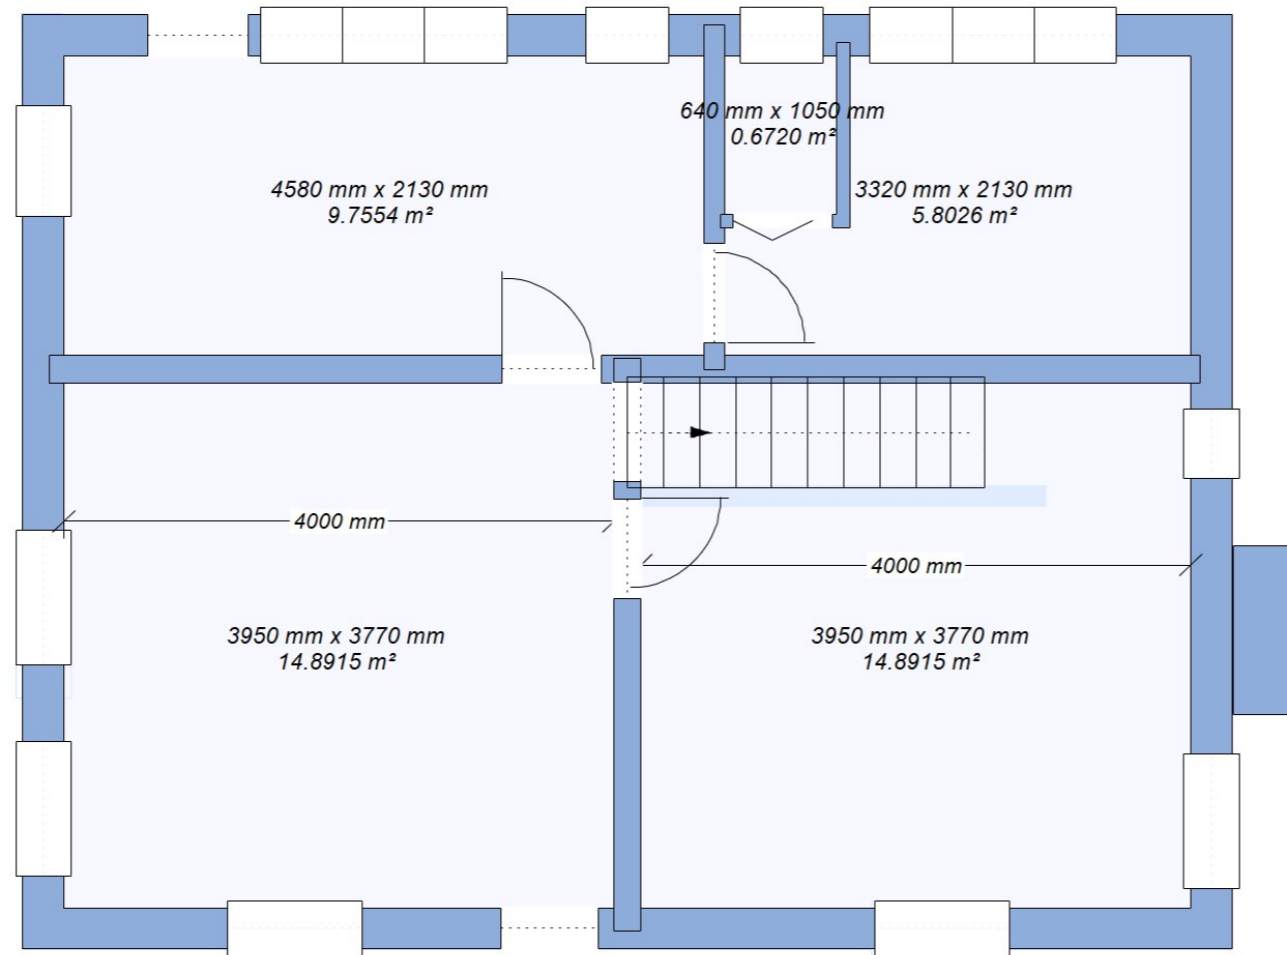 640 mm x 1050 mm
0.6720 m²
4580 mm x 2130 mm
9.7554 m²
3320 mm x 2130 mm
5.8026 m²
4000 mm
4000 mm
3950 mm x 3770 mm
14.8915 m²
3950 mm x 3770 mm
14.8915 m²